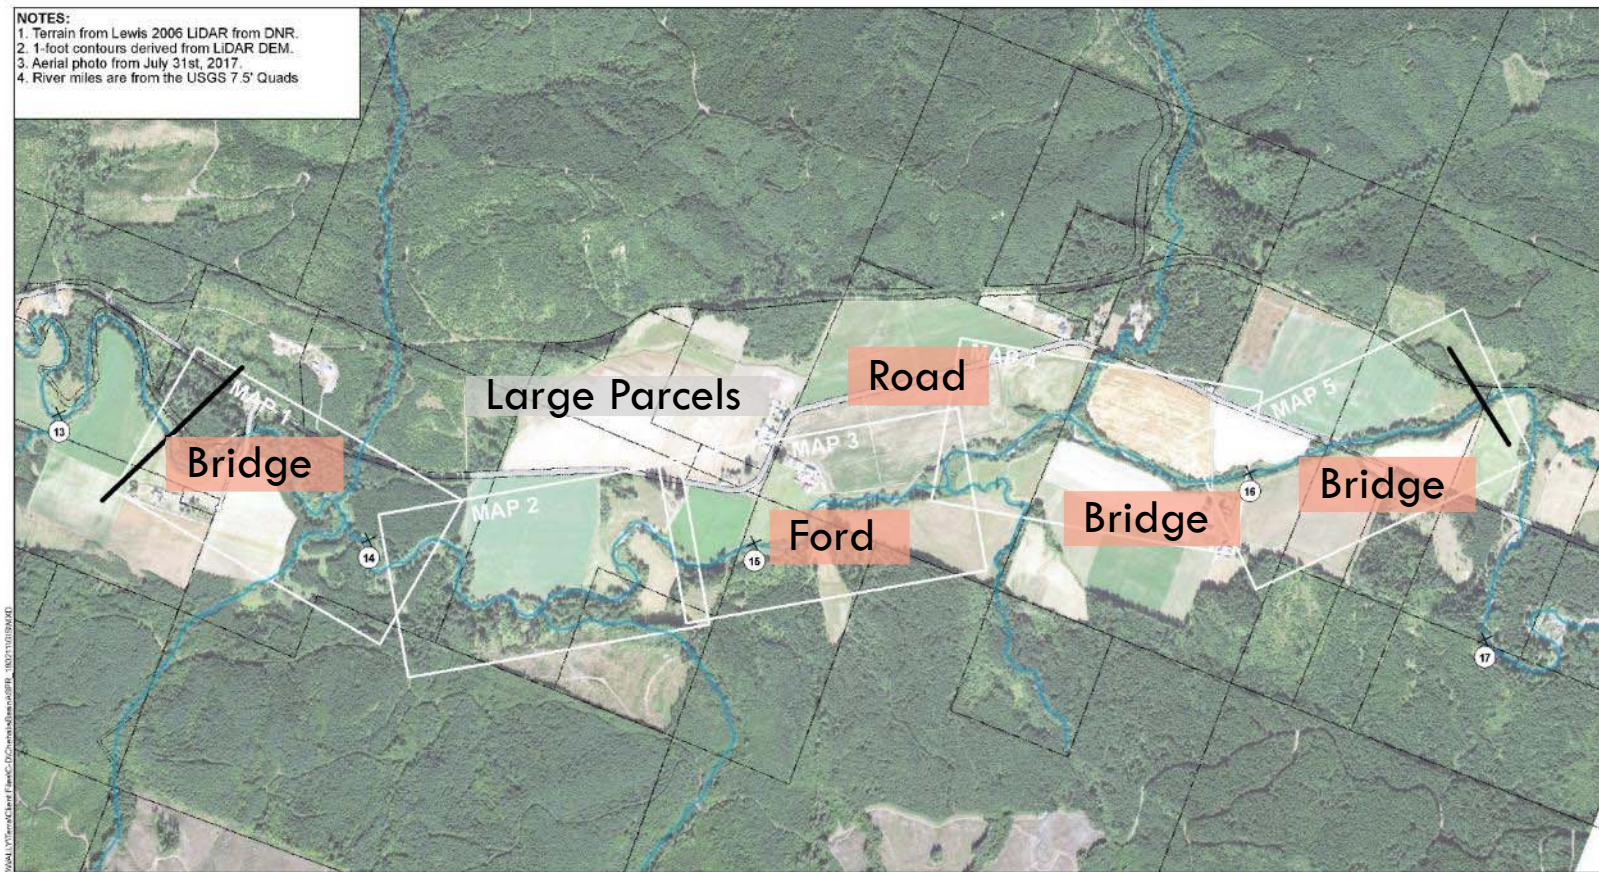 NOTES:
1. Terrain from Lewis 2006 LiDAR from DNR.
2. 1-foot contours derived from LiDAR DEM.
3. Aerial photo from July 31st, 2017.
4. River miles are from the USGS 7.5' Quads
Road
MAP 1
Large Parcels
MAP 5
13
Bridge
MAP 3
MAP 2
Bridge
16
Bridge
Ford
14
15
17